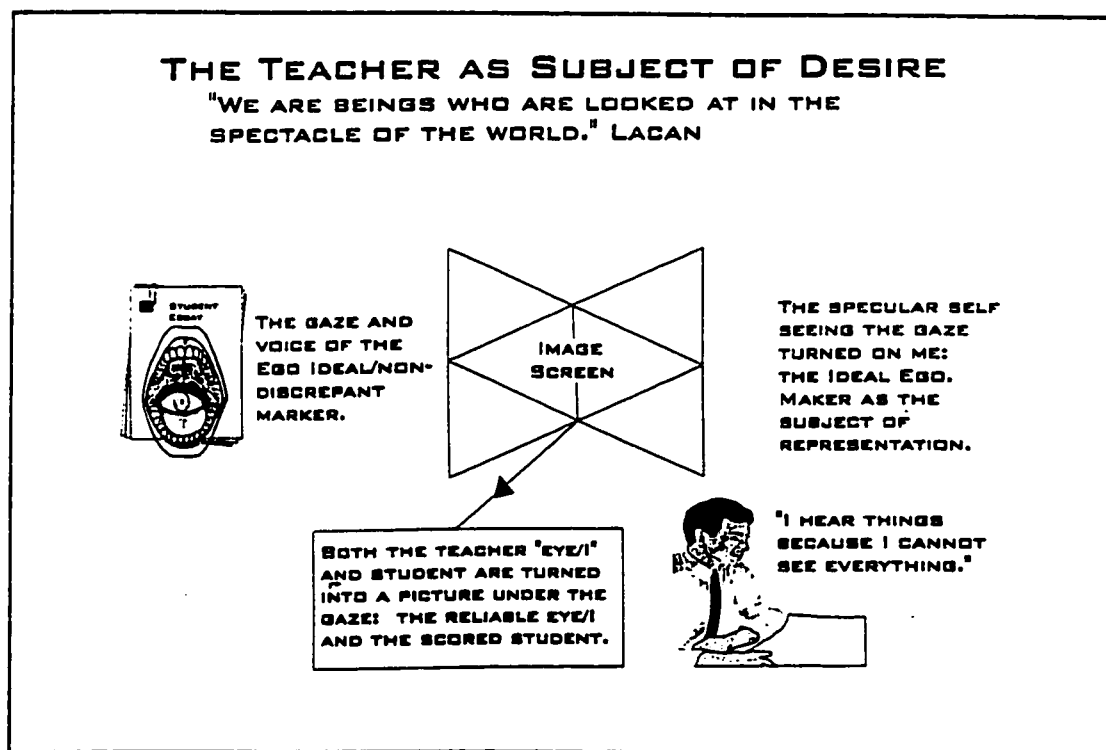 THE TEACHER AS SUBJECT OF DESIRE
"WE ARE BEINGS WHO ARE LOOKED AT IN THE
SPECTACLE OF THE WORLD." LACAN
STUDENT
ESSAY
THE GAZE AND
VOICE OF THE
EGO IDEAL/NON-
DISCREPANT
MARKER.
IMAGE
SCREEN
THE SPECULAR SELF
SEEING THE GAZE
TURNED ON ME:
THE IDEAL EGO.
MAKER AS THE
SUBJECT OF
REPRESENTATION.
BOTH THE TEACHER "EYE/I"
AND STUDENT ARE TURNED
INTO A PICTURE UNDER THE
GAZE: THE RELIABLE EYE/I
AND THE SCORED STUDENT.
"I HEAR THINGS
BECAUSE I CANNOT
SEE EVERYTHING."